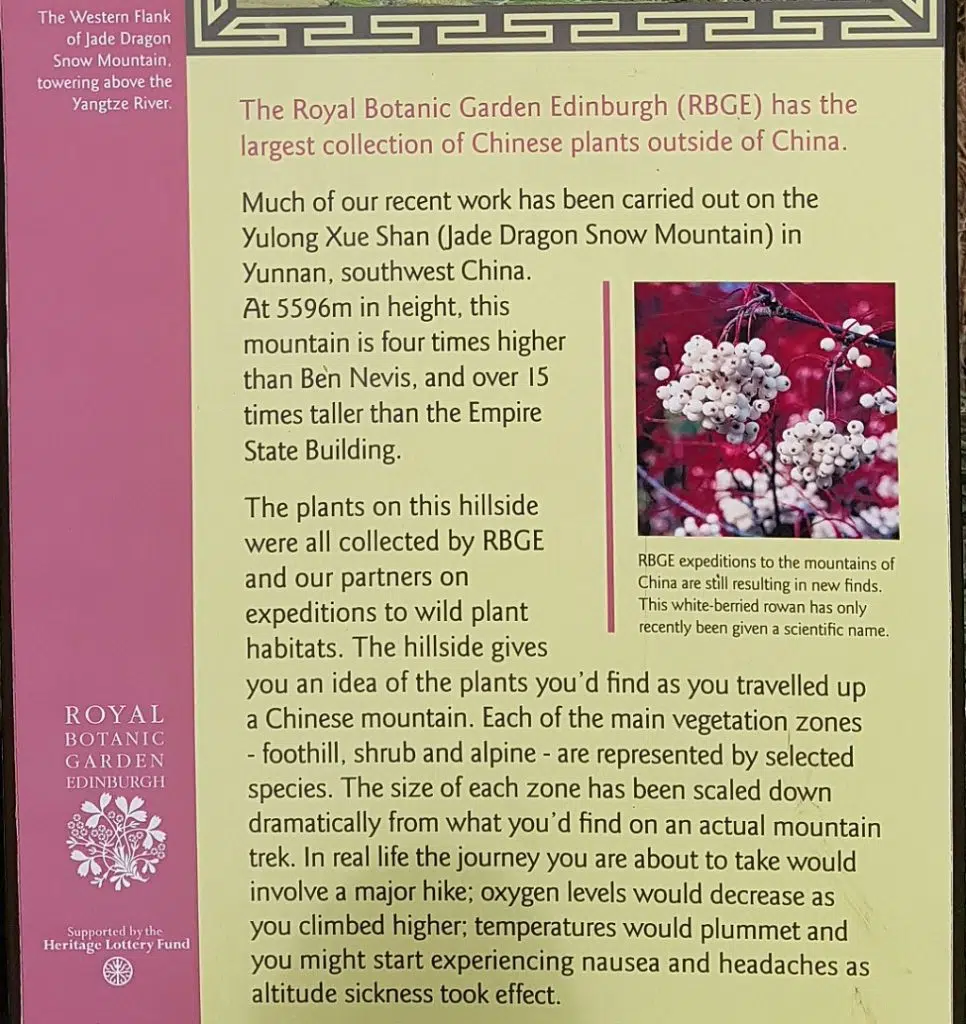 The Western Flank
of Jade Dragon
Snow Mountain,
towering above the
Yangtze River.
The Royal Botanic Garden Edinburgh (RBGE) has the
largest collection of Chinese plants outside of China.
Much of our recent work has been carried out on the
Yulong Xue Shan (Jade Dragon Snow Mountain) in
Yunnan, southwest China.
At 5596m in height, this
mountain is four times higher
than Ben Nevis, and over 15
times taller than the Empire
State Building.
RBGE expeditions to the mountains of
China are still resulting in new finds.
This white-berried rowan has only
recently been given a scientific name.
The plants on this hillside
were all collected by RBGE
and our partners on
expeditions to wild plant
habitats. The hillside gives
you an idea of the plants you'd find as you travelled up
a Chinese mountain. Each of the main vegetation zones
- foothill, shrub and alpine - are represented by selected
species. The size of each zone has been scaled down
dramatically from what you'd find on an actual mountain
trek. In real life the journey you are about to take would
involve a major hike; oxygen levels would decrease as
you climbed higher; temperatures would plummet and
you might start experiencing nausea and headaches as
altitude sickness took effect.
ROYAL
BOTANIC
GARDEN
EDINBURGH
Supported by the
Heritage Lottery Fund